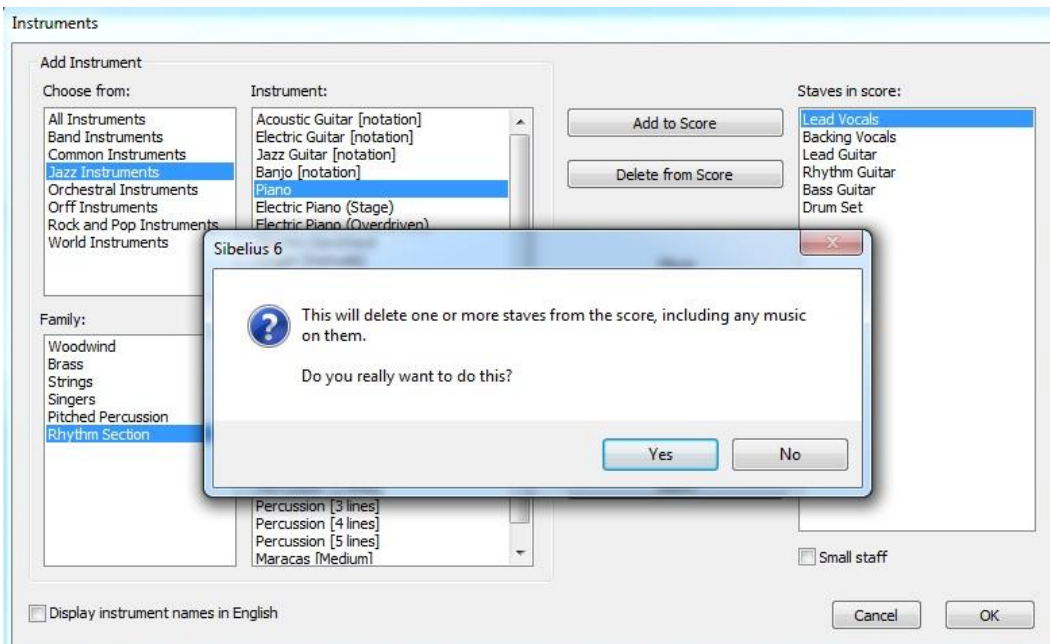 Instruments
Add Instrument
Choose from:
All Instruments
Band Instruments
Common Instruments
Jazz Instruments
Orchestral Instruments
Orff Instruments
Rock and Pop Instruments
World Instruments
Instrument:
Acoustic Guitar [notation]
Electric Guitar [notation]
Jazz Guitar [notation]
Banjo [notation]
Piano
Electric Piano (Stage)
Electric Piano (Overdriven)
Add to Score
Delete from Score
Staves in score:
Lead Vocals
Backing Vocals
Lead Guitar
Rhythm Guitar
Bass Guitar
Drum Set
Sibelius 6
This will delete one or more staves from the score, including any music
on them.
Do you really want to do this?
Yes
No
Family:
Woodwind
Brass
Strings
Singers
Pitched Percussion
Rhythm Section
Percussion [3 lines]
Percussion [4 lines]
Percussion [5 lines]
Maracas [Medium]
Small staff
Display instrument names in English
Cancel
OK